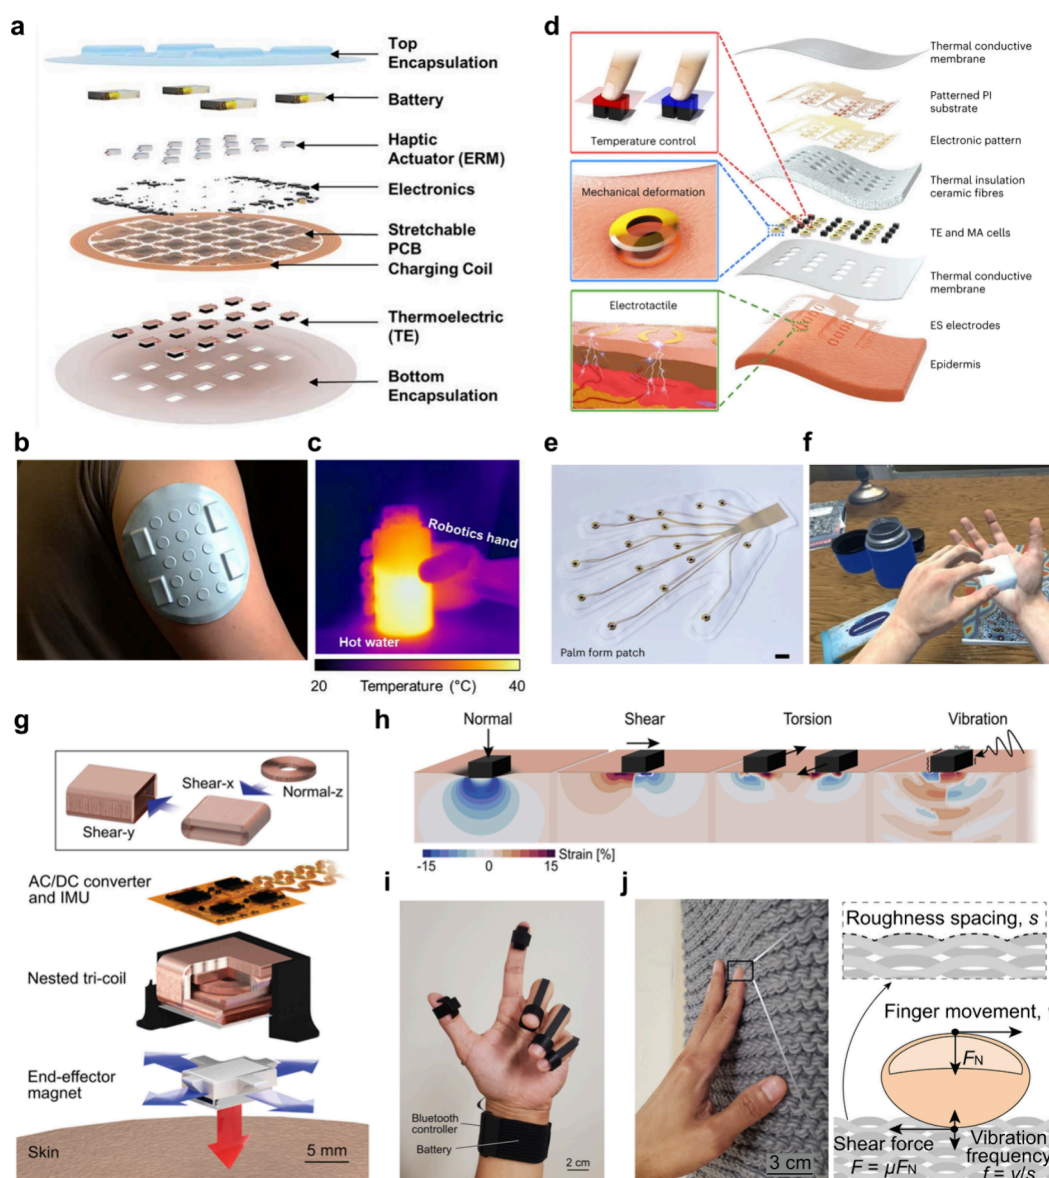 a
Top
Encapsulation
Battery
Haptic
Actuator (ERM)
Electronics
Stretchable
PCB
Charging Coil
Thermoelectric
(TE)
Bottom
Encapsulation
d
Temperature control
Mechanical deformation
Electrotactile
Thermal conductive
membrane
Patterned PI
substrate
Electronic pattern
Thermal insulation
ceramic fibres
TE and MA cells
Thermal conductive
membrane
ES electrodes
Epidermis
b
c
Robotics hand
Hot water
20 Temperature (°C) 40
e
Palm form patch
f
g
Shear-x
Normal-z
Shear-y
AC/DC converter
and IMU
Nested tri-coil
End-effector
magnet
Skin
5 mm
h
Normal Shear Torsion Vibration
Strain [%]
-15 0 15
i
Bluetooth
controller
Battery
2 cm
j
3 cm
Roughness spacing, s
Finger movement,
FN
Shear force
F = μFN
Vibration
frequency
f = v/s